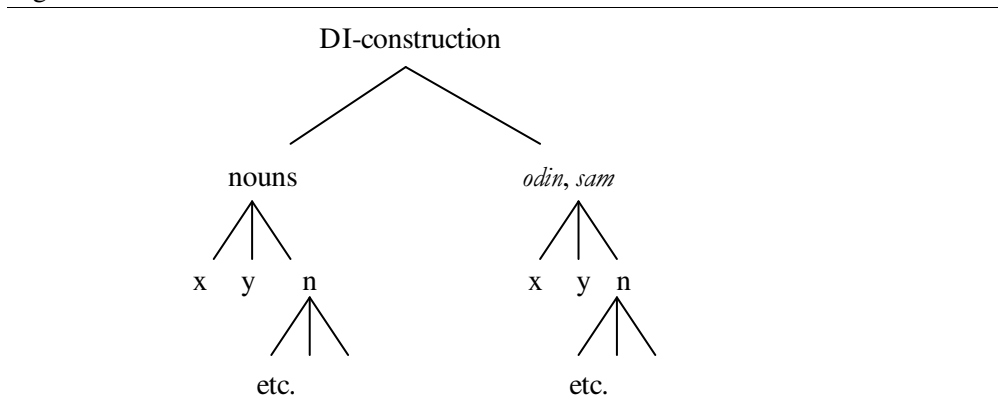 DI-construction
nouns odin, sam
x y n x y n
etc. etc.